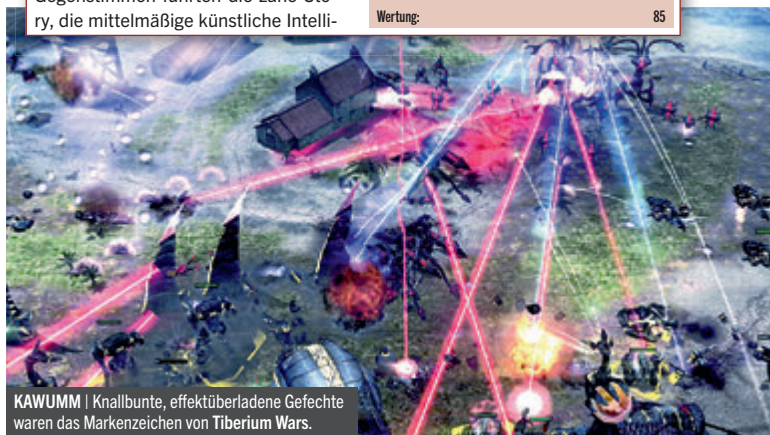 Gegenstimmen führten die zähe Sto-
ry, die mittelmäßige künstliche Intelli-
Wertung: 85
KAWUMM | Knallbunte, effektüberladene Gefechte
waren das Markenzeichen von Tiberium Wars.